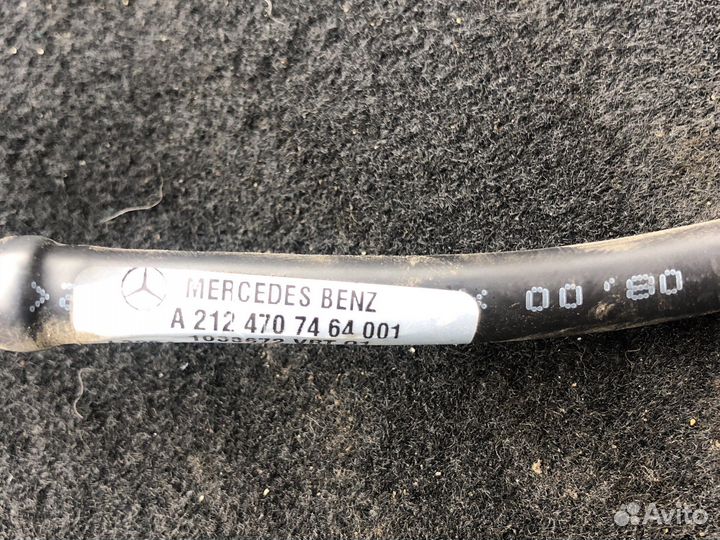 MERCEDES BENZ
A 212 470 74 64 001
00 '80
Avito